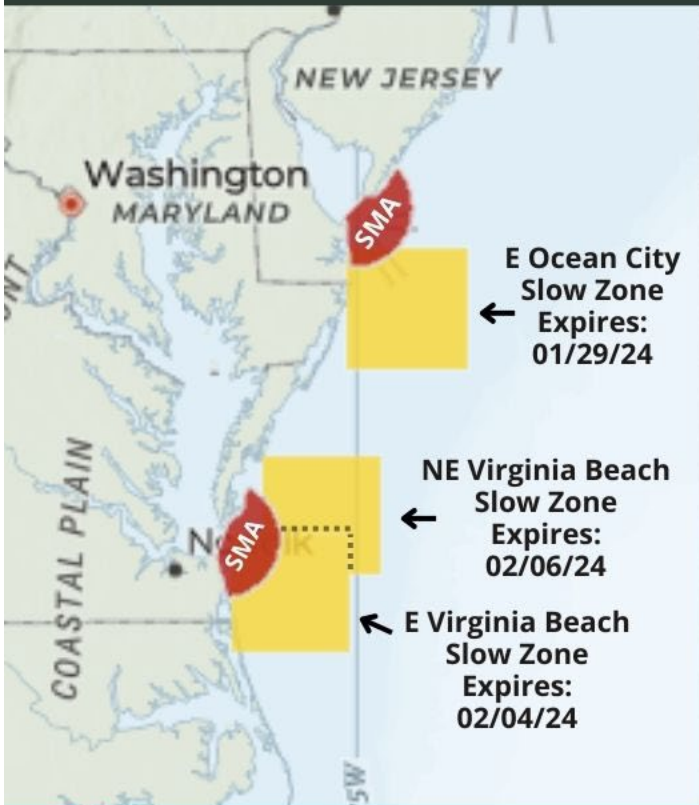 NEW JERSEY
Washington
MARYLAND
SMA
E Ocean City
Slow Zone
Expires:
01/29/24
NE Virginia Beach
Slow Zone
Expires:
02/06/24
SMA
E Virginia Beach
Slow Zone
Expires:
02/04/24
COASTAL PLAIN
5W